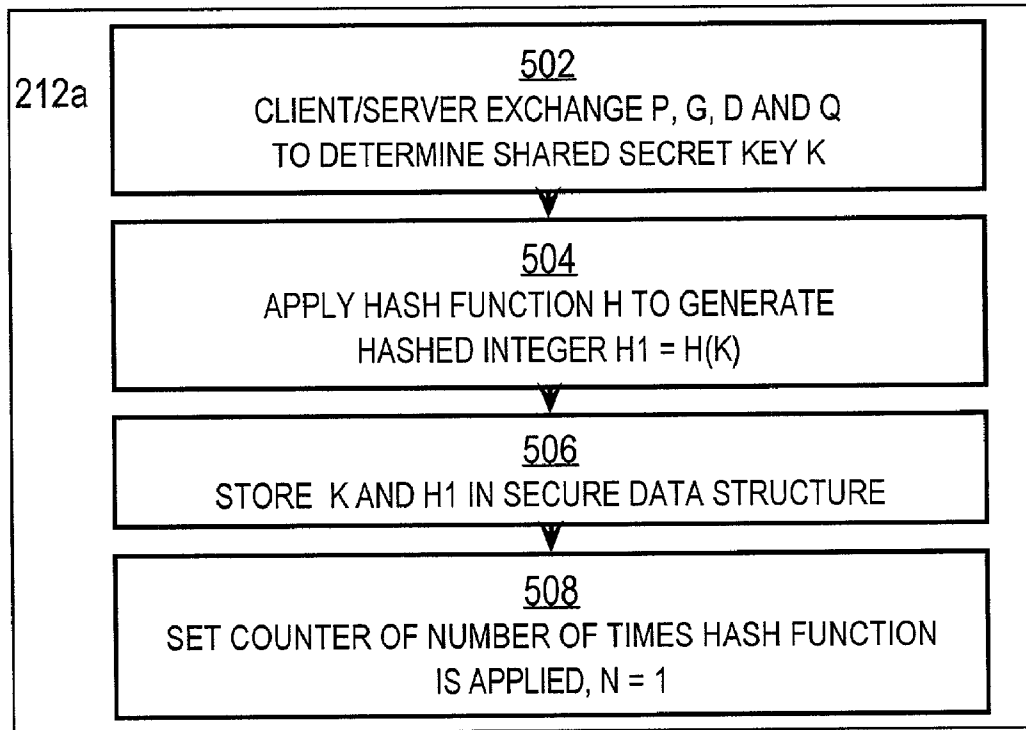 212a
502
CLIENT/SERVER EXCHANGE P, G, D AND Q
TO DETERMINE SHARED SECRET KEY K
504
APPLY HASH FUNCTION H TO GENERATE
HASHED INTEGER H1 = H(K)
506
STORE K AND H1 IN SECURE DATA STRUCTURE
508
SET COUNTER OF NUMBER OF TIMES HASH FUNCTION
IS APPLIED, N = 1